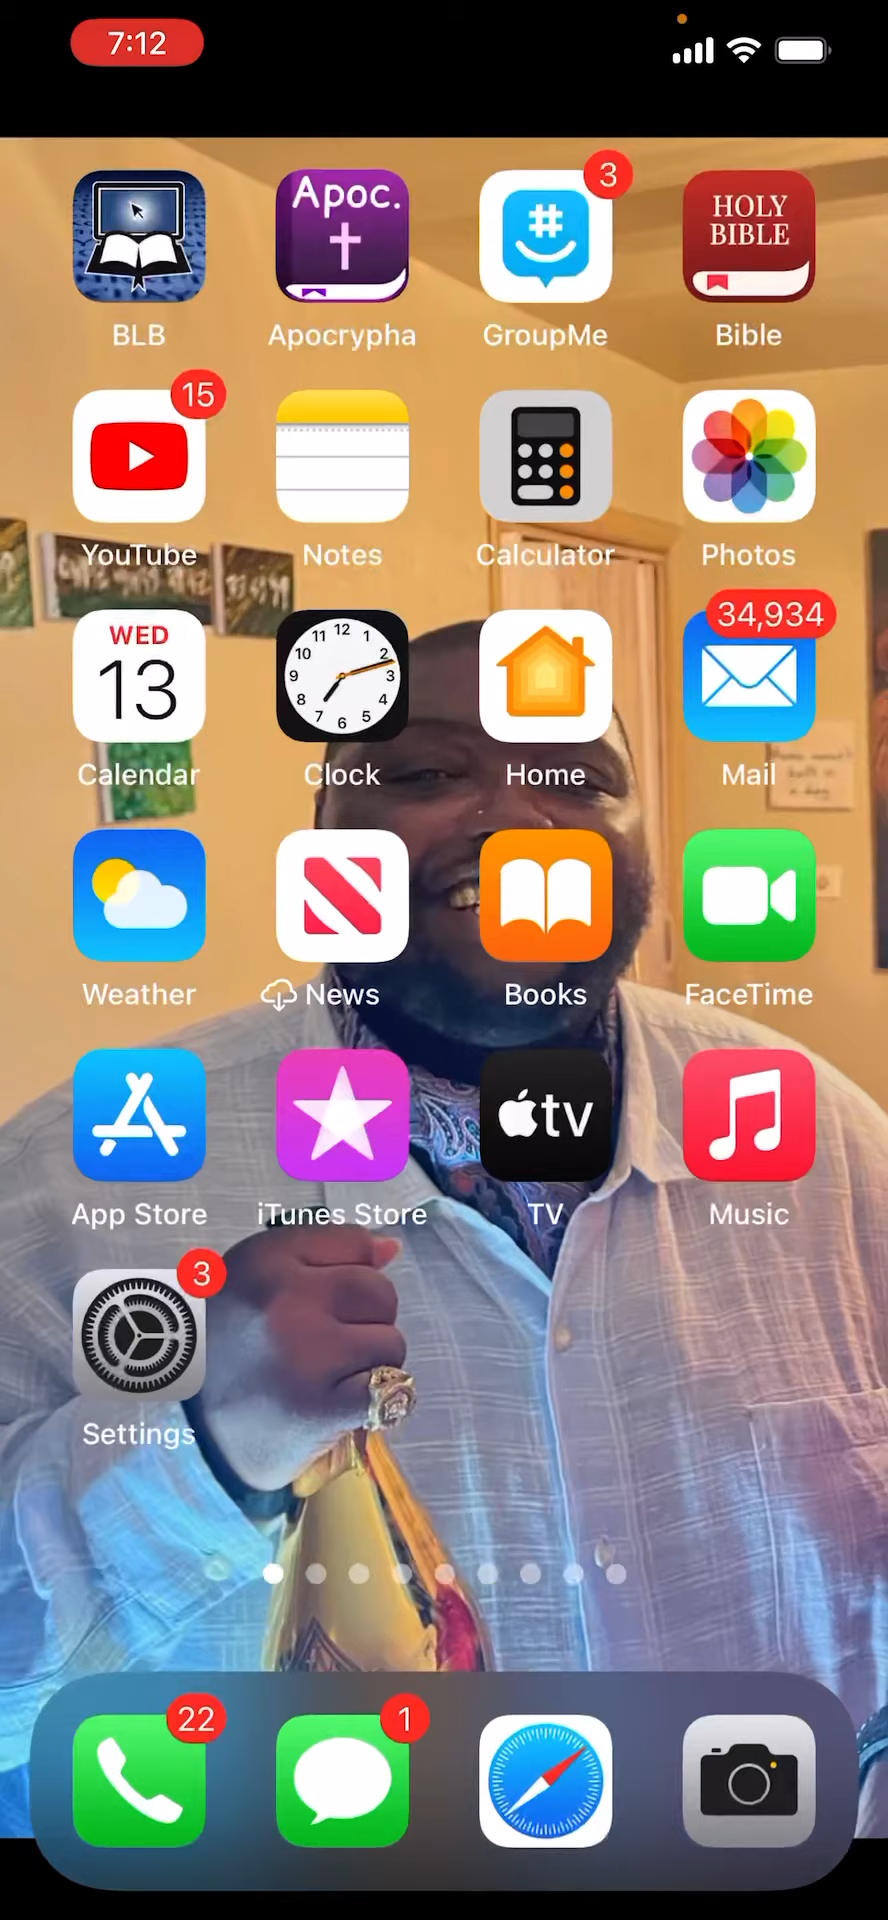 7:12
Apoc.
3
HOLY
BIBLE
BLB
Apocrypha
GroupMe
Bible
15
YouTube
Notes
Calculator
Photos
WED
13
12
11
1
10
2
9
3
8
4
7
5
6
34,934
Calendar
Clock
Home
Mail
Weather
News
Books
FaceTime
tv
App Store
iTunes Store
TV
Music
3
Settings
22
1